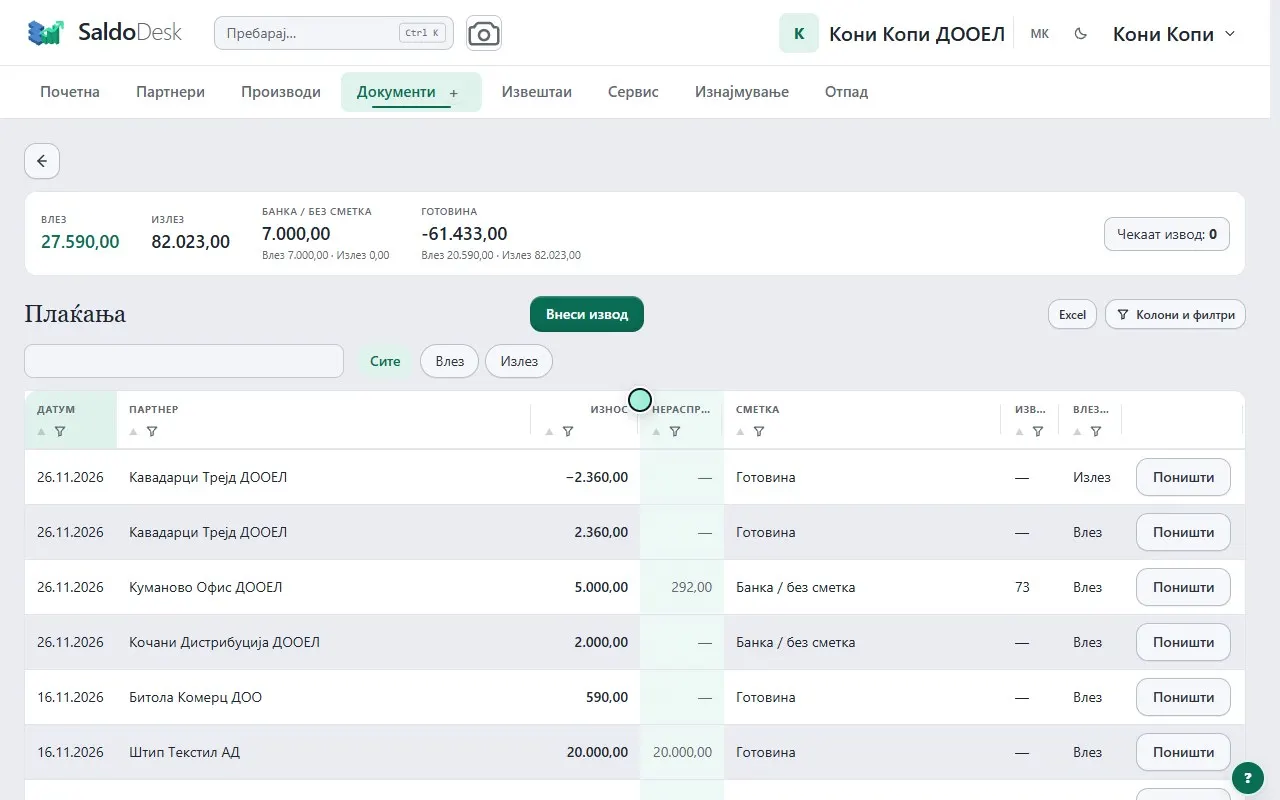 SaldoDesk
Пребарај... Ctrl K
К Кони Копи ДООЕЛ МК Кони Копи
Почетна Партнери Производи Документи + Извештаи Сервис Изнајмување Отпад
ВЛЕЗ
27.590,00
ИЗЛЕЗ
82.023,00
БАНКА / БЕЗ СМЕТКА
7.000,00
Влез 7.000,00 · Излез 0,00
ГОТОВИНА
-61.433,00
Влез 20.590,00 · Излез 82.023,00
Чекаат извод: 0
Плаќања
Внеси извод
Excel
Колони и филтри
Сите Влез Излез
ДАТУМ ПАРТНЕР ИЗНОС НЕРАСПР... СМЕТКА ИЗВ... ВЛЕЗ...
26.11.2026 Кавадарци Трејд ДООЕЛ −2.360,00 — Готовина — Излез Поништи
26.11.2026 Кавадарци Трејд ДООЕЛ 2.360,00 — Готовина — Влез Поништи
26.11.2026 Куманово Офис ДООЕЛ 5.000,00 292,00 Банка / без сметка 73 Влез Поништи
26.11.2026 Кочани Дистрибуција ДООЕЛ 2.000,00 — Банка / без сметка — Влез Поништи
16.11.2026 Битола Комерц ДОО 590,00 — Готовина — Влез Поништи
16.11.2026 Штип Текстил АД 20.000,00 20.000,00 Готовина — Влез Поништи
?